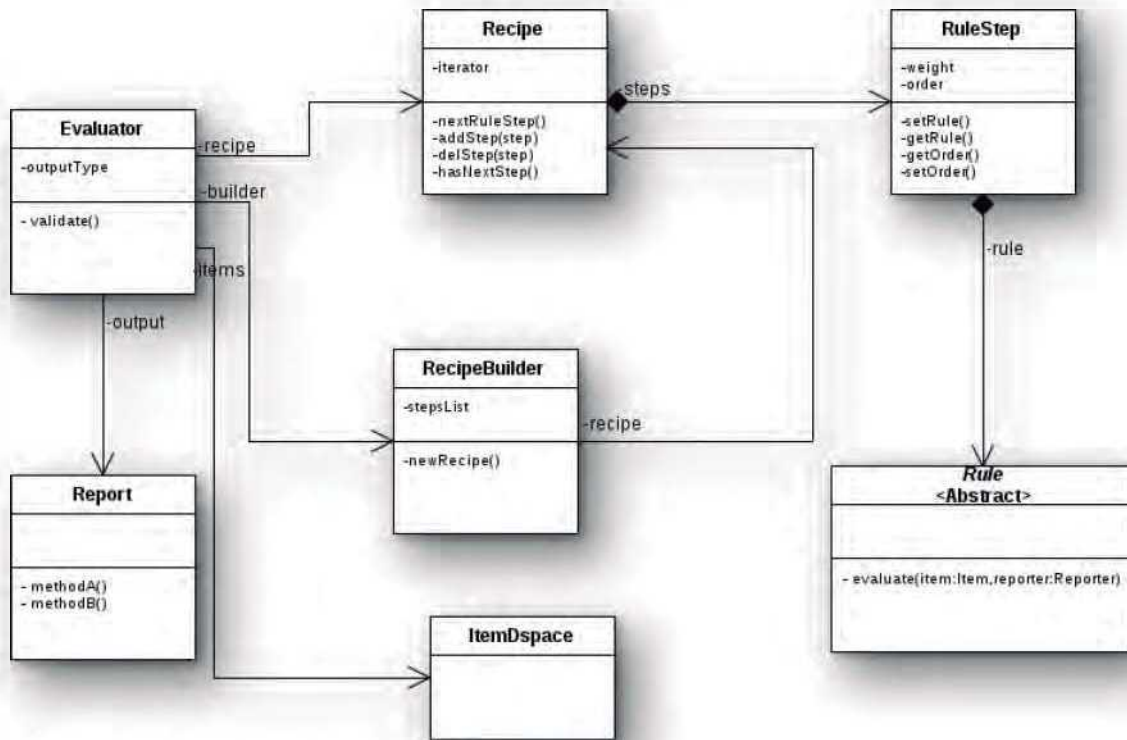 Recipe
-iterator
-nextRuleStep()
-addStep(step)
-delStep(step)
-hasNextStep()
-steps
RuleStep
-weight
-order
-setRule()
-getRule()
-getOrder()
-setOrder()
-rule
Evaluator
-outputType
- validate()
-recipe
-builder
-items
-output
RecipeBuilder
-stepsList
-newRecipe()
-recipe
Report
- methodA()
- methodB()
Rule
<Abstract>
- evaluate(item:Item,reporter:Reporter)
ItemDspace